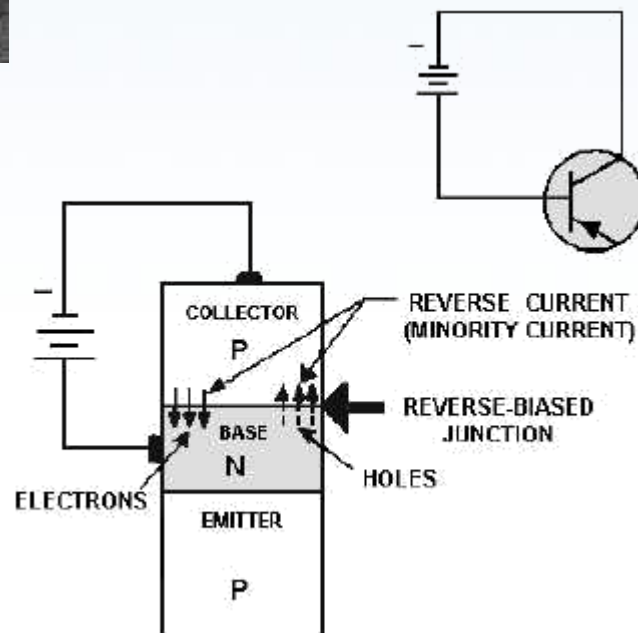 –
–
COLLECTOR
P
REVERSE CURRENT
(MINORITY CURRENT)
REVERSE-BIASED
JUNCTION
BASE
N
ELECTRONS
HOLES
EMITTER
P